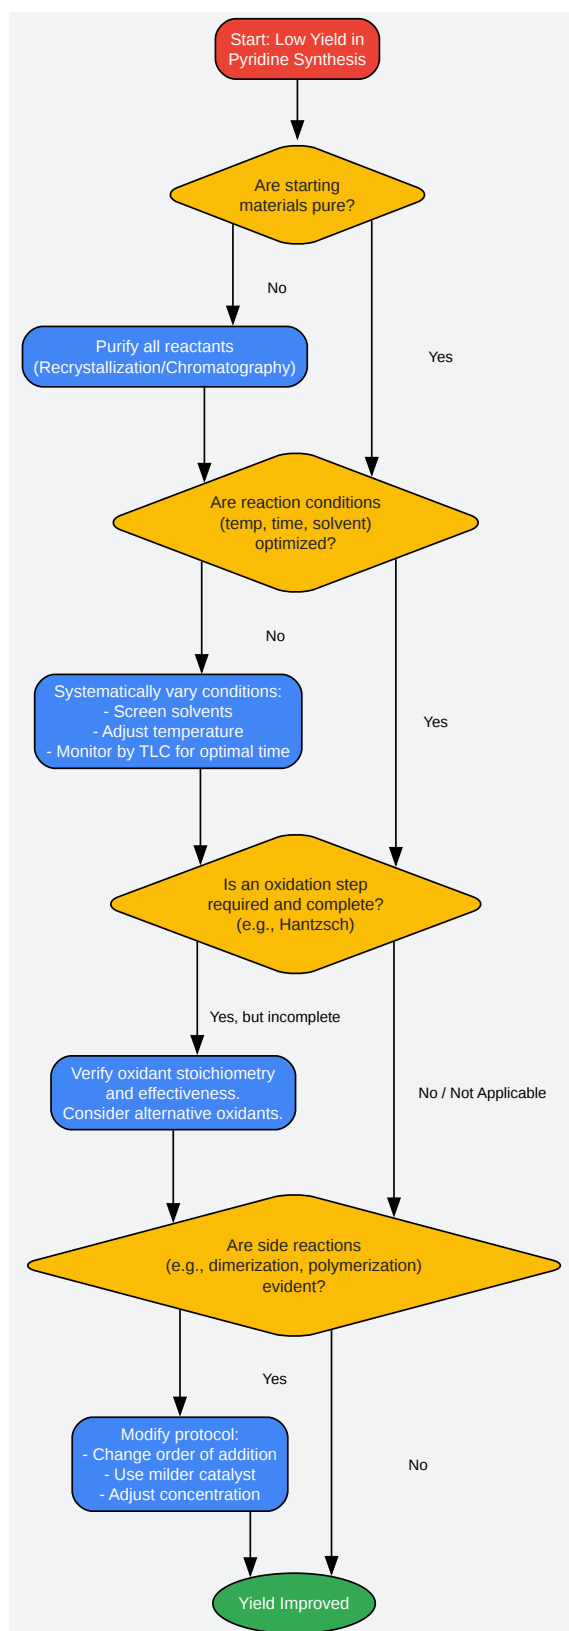 Start: Low Yield in
Pyridine Synthesis
Are starting
materials pure?
No
Yes
Purify all reactants
(Recrystallization/Chromatography)
Are reaction conditions
(temp, time, solvent)
optimized?
No
Yes
Systematically vary conditions:
- Screen solvents
- Adjust temperature
- Monitor by TLC for optimal time
Is an oxidation step
required and complete?
(e.g., Hantzsch)
Yes, but incomplete
No / Not Applicable
Verify oxidant stoichiometry
and effectiveness.
Consider alternative oxidants.
Are side reactions
(e.g., dimerization, polymerization)
evident?
Yes
No
Modify protocol:
- Change order of addition
- Use milder catalyst
- Adjust concentration
Yield Improved